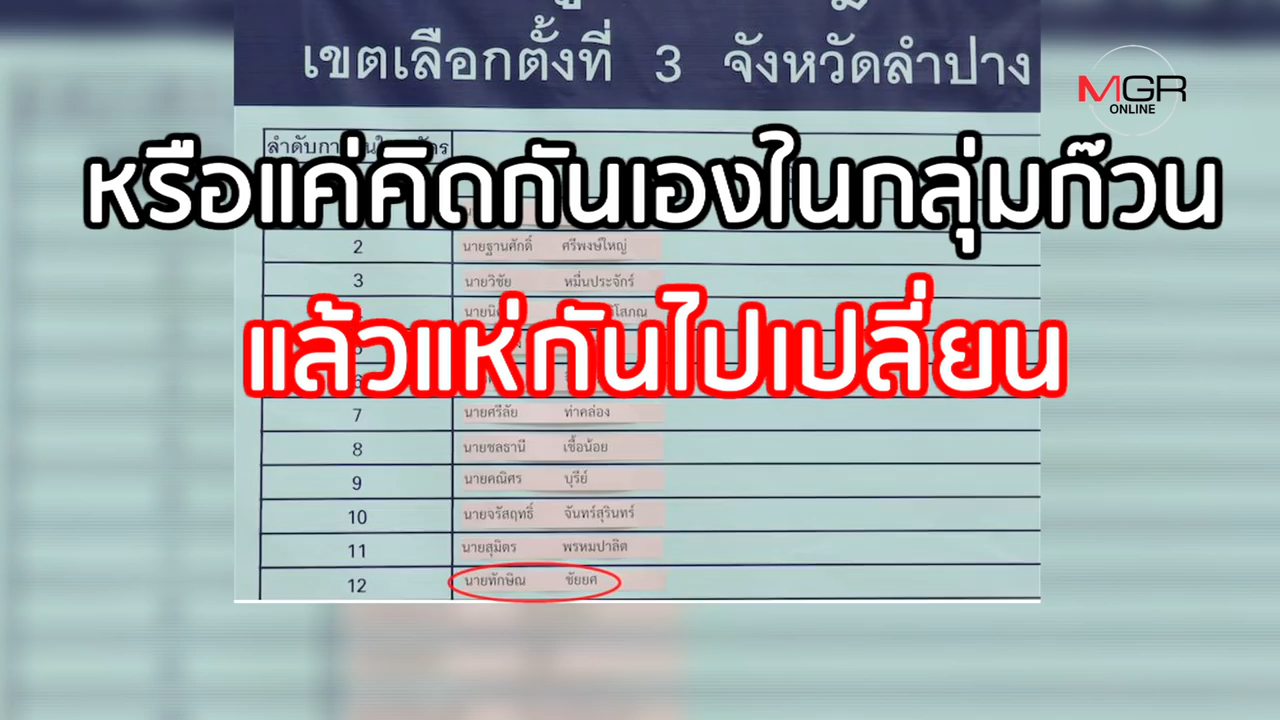 เขตเลือกตั้งที่ 3 จังหวัดลำปาง
MGR
ONLINE
หรือแค่คิดกันเองในกลุ่มก๊วน
2 นายฐานศักดิ์ ศรีพงษ์ใหญ่
3 นายวิชัย หมื่นประจักร์
แล้วแห่กันไปเปลี่ยน
7 นายศรีลัย ท่าคล่อง
8 นายชลธานี เชื้อน้อย
9 นายคณิศร บุรีย์
10 นายจรัสฤทธิ์ จันทร์สุรินทร์
11 นายสุมิตร พรหมปาลิต
12 นายทักษิณ ชัยยศ